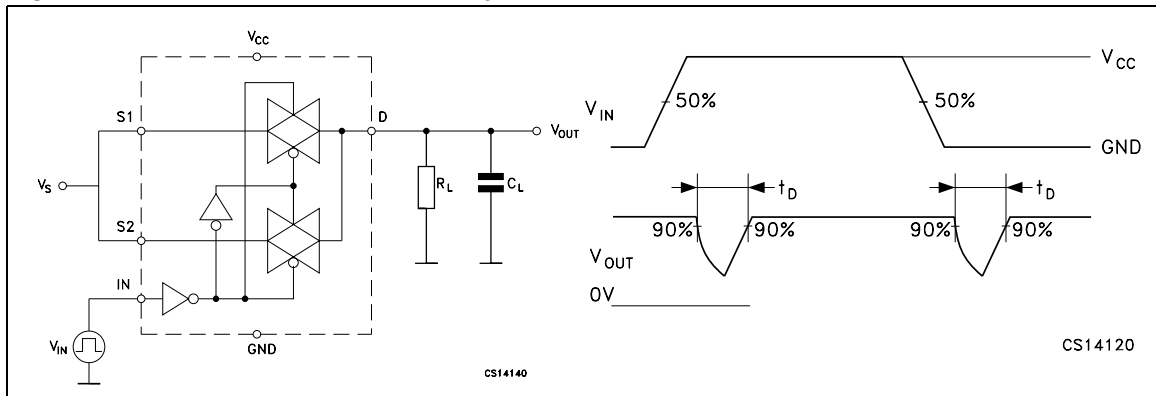 V_CC
S1
D
V_OUT
V_S
R_L
C_L
S2
IN
V_IN
GND
CS14140
V_CC
50%
50%
V_IN
GND
t_D
t_D
90%
90%
90%
90%
V_OUT
0V
CS14120